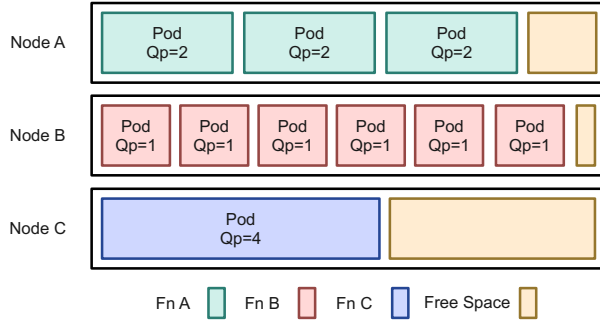 Node A
Pod Pod Pod
Qp=2 Qp=2 Qp=2
Node B
Pod Pod Pod Pod Pod Pod
Qp=1 Qp=1 Qp=1 Qp=1 Qp=1 Qp=1
Node C
Pod
Qp=4
Fn A Fn B Fn C Free Space